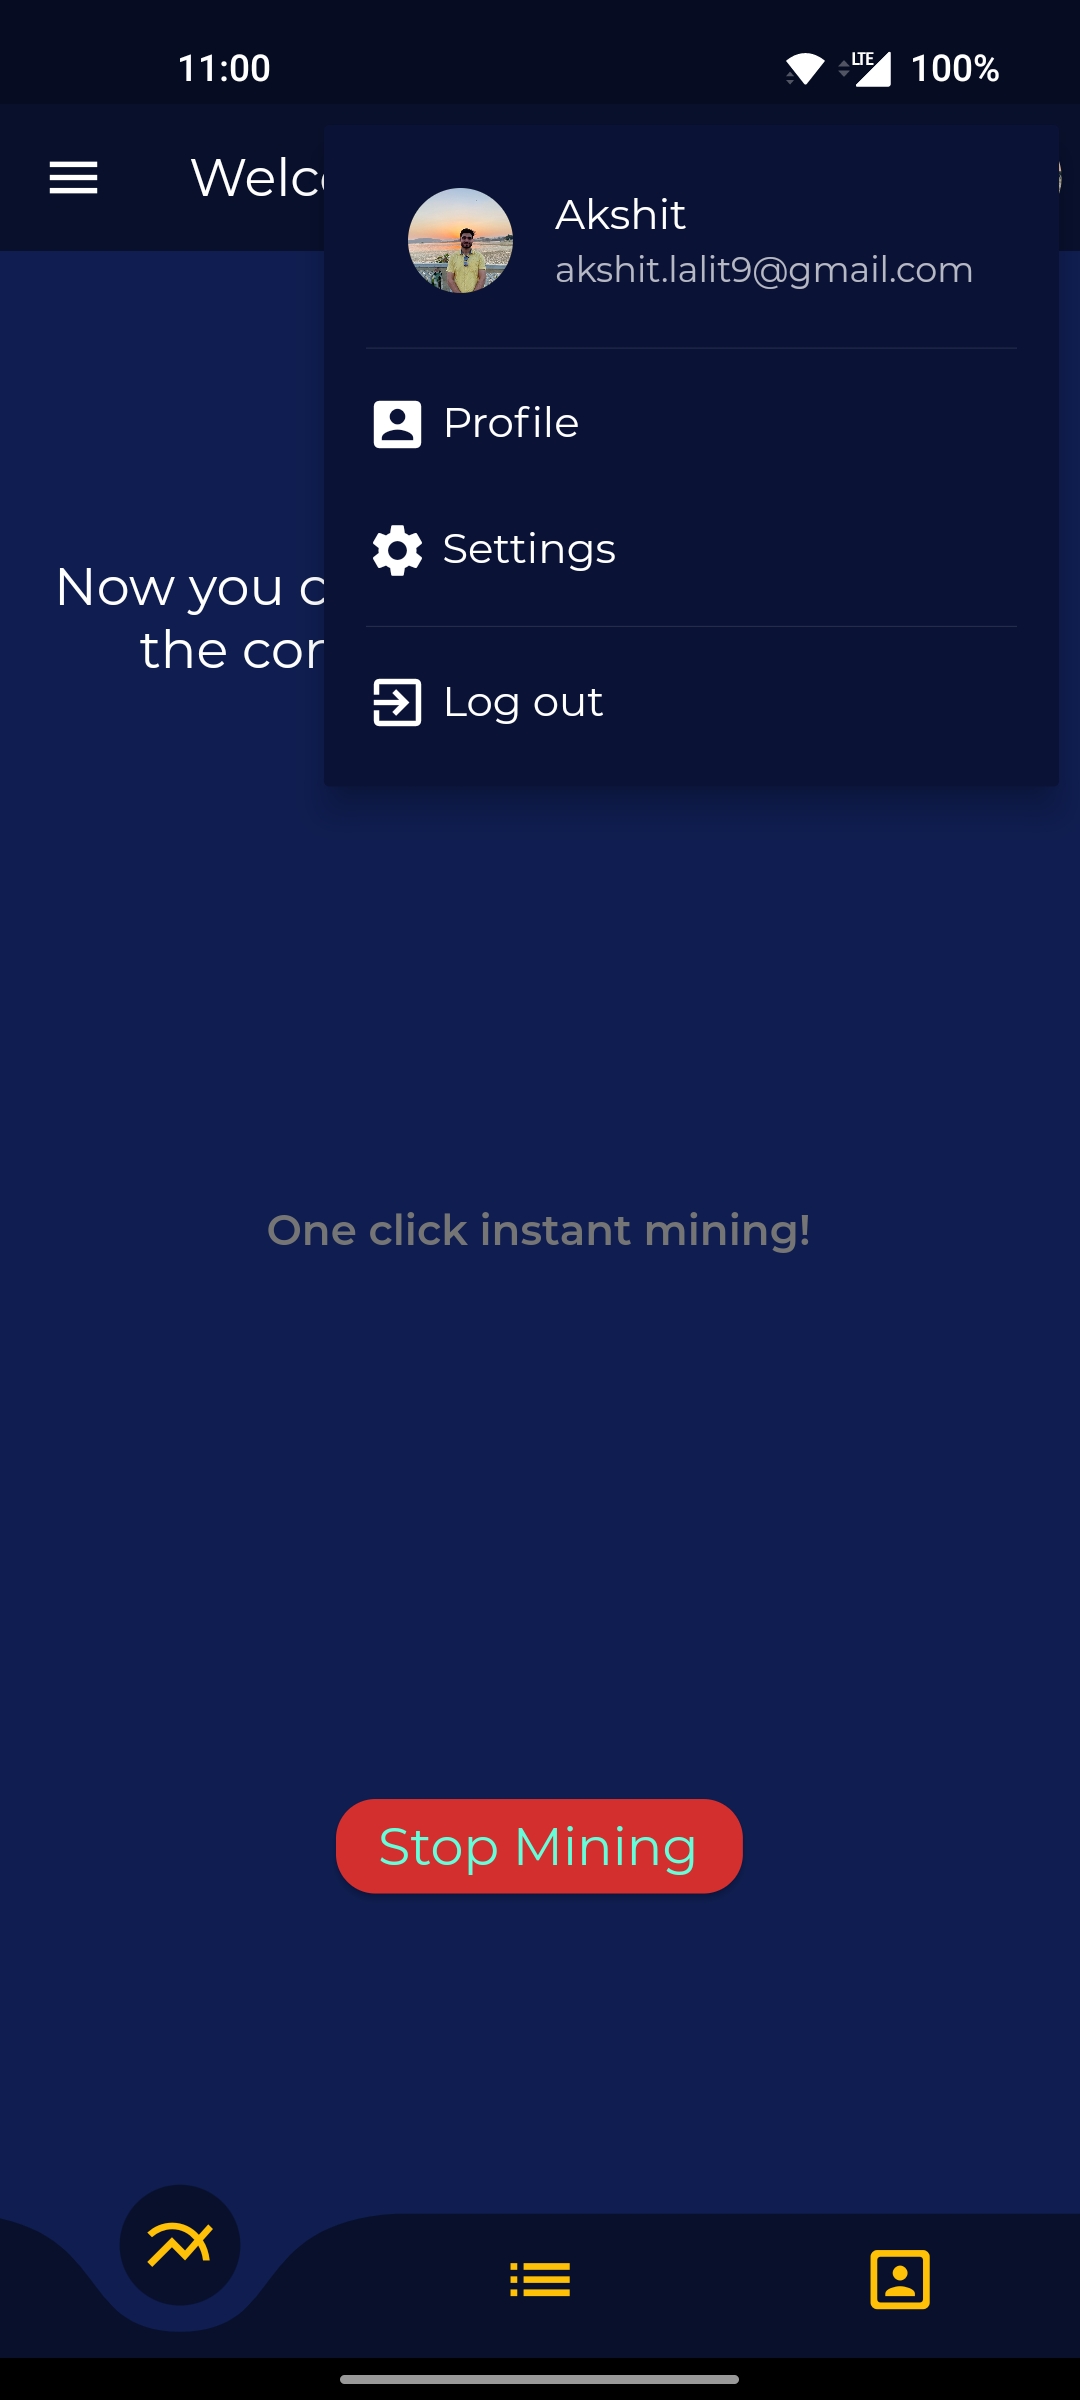 11:00
LTE
100%
Welc
Akshit
akshit.lalit9@gmail.com
Profile
Settings
Now you
the
Log out
One click instant mining!
Stop Mining